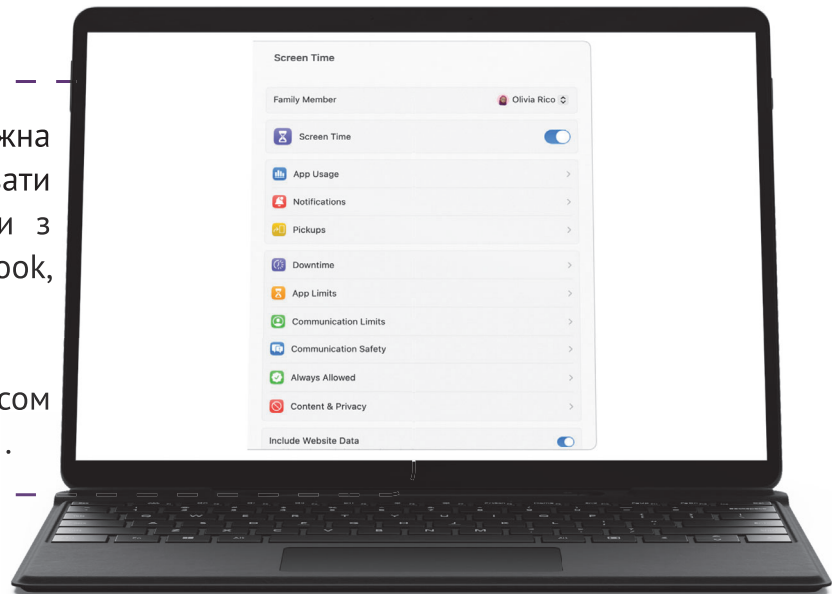 жна
ати
и з
ook,
сом
.
Screen Time
Family Member
Olivia Rico
Screen Time
App Usage
Notifications
Pickups
Downtime
App Limits
Communication Limits
Communication Safety
Always Allowed
Content & Privacy
Include Website Data